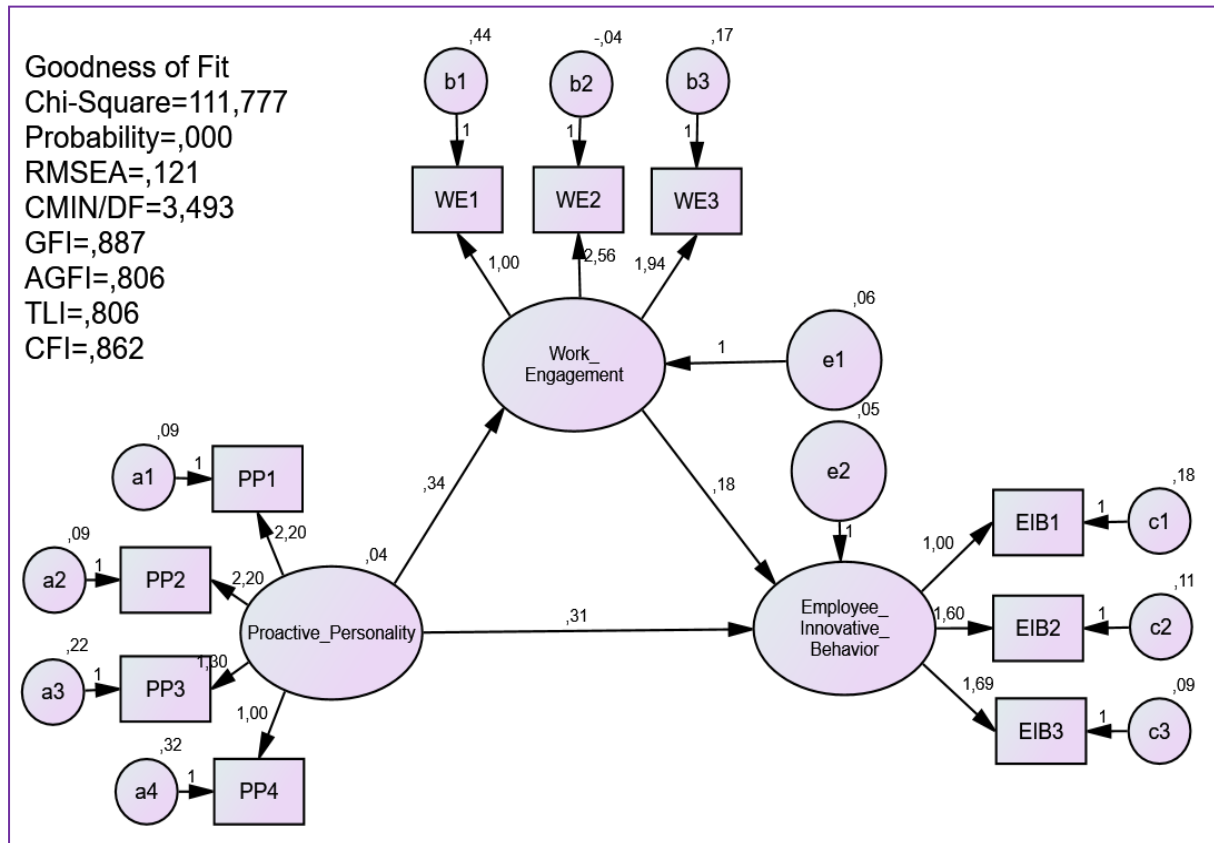 Goodness of Fit
Chi-Square=111,777
Probability=,000
RMSEA=,121
CMIN/DF=3,493
GFI=,887
AGFI=,806
TLI=,806
CFI=,862
,44
-,04
,17
b1
b2
b3
1
1
1
WE1
WE2
WE3
1,00
2,56
1,94
Work_
Engagement
1
,06
e1
,05
e2
1
,34
,18
,31
,09
a1
1
PP1
2,20
,09
a2
1
PP2
2,20
,04
Proactive_Personality
,22
a3
1
PP3
1,30
1,00
,32
a4
1
PP4
Employee_
Innovative_
Behavior
1,00
EIB1
1
,18
c1
1,60
EIB2
1
,11
c2
1,69
EIB3
1
,09
c3